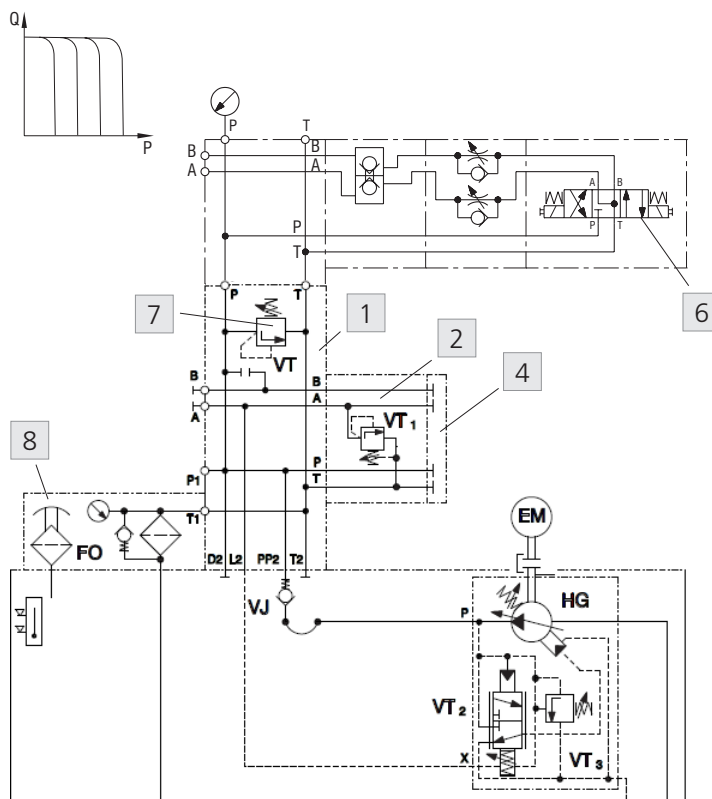 Q
P
P T
B B
A A
A B
P T
P
T
6
P T
7 1
VT
2
B B
A A
4
VT1
8
P1 P
T
T1
EM
FO
D2 L2 PP2 T2
HG
VJ
P
VT2
X
VT3